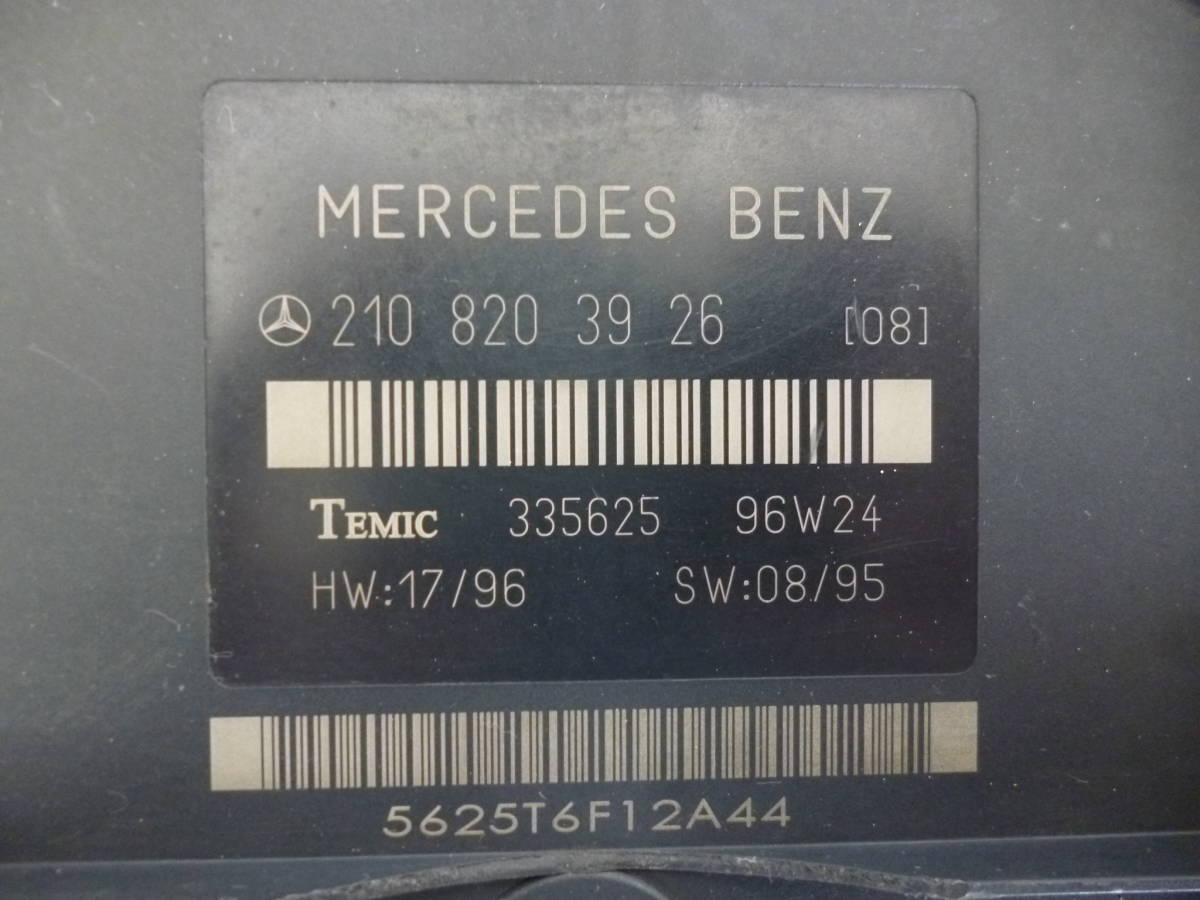 MERCEDES BENZ
210 820 39 26 [08]
TEMIC 335625 96W24
HW:17/96 SW:08/95
5625T6F12A44